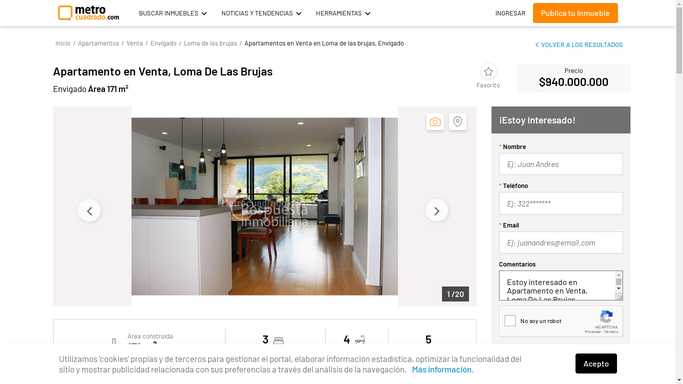 metro
cuadrado.com
BUSCAR INMUEBLES
NOTICIAS Y TENDENCIAS
HERRAMIENTAS
INGRESAR
Publica tu Inmueble
Inicio / Apartamentos / Venta / Envigado / Loma de las brujas / Apartamentos en Venta en Loma de las brujas, Envigado
< VOLVER A LOS RESULTADOS
Apartamento en Venta, Loma De Las Brujas
Envigado Área 171 m²
Favorito
Precio
$940.000.000
Respuesta
Inmobiliaria
1 / 20
¡Estoy Interesado!
* Nombre
Ej: Juan Andres
* Teléfono
Ej: 322*******
* Email
Ej: juanandres@email.com
Comentarios
Estoy interesado en
Apartamento en Venta,
Loma De Las Brujas
No soy un robot
reCAPTCHA
Privacidad - Términos
Área construida
3
4
5
Utilizamos 'cookies' propias y de terceros para gestionar el portal, elaborar información estadística, optimizar la funcionalidad del
sitio y mostrar publicidad relacionada con sus preferencias a través del análisis de la navegación. Más información.
Acepto